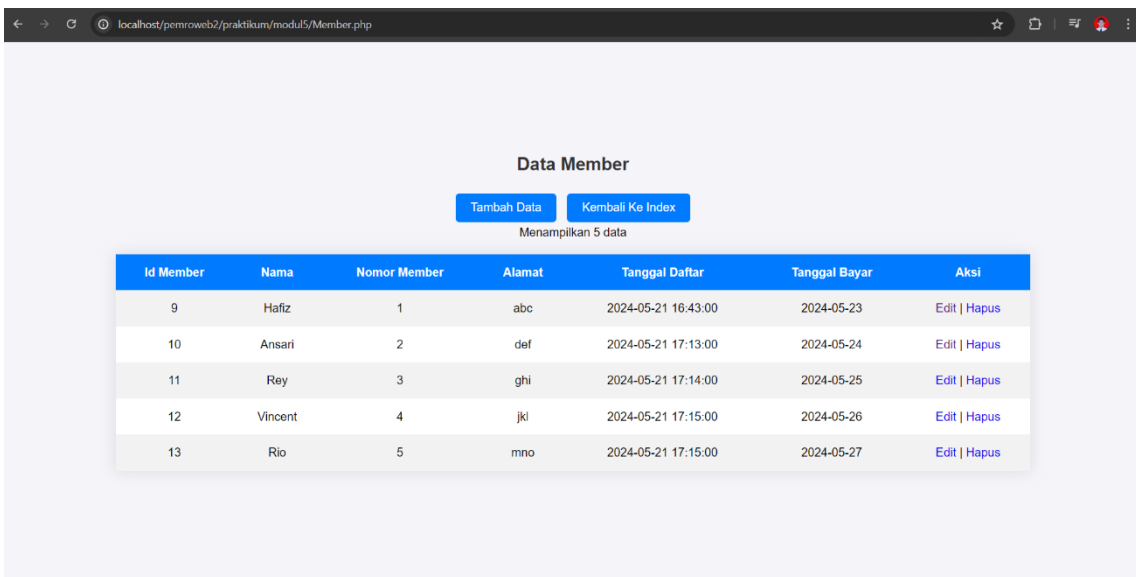 localhost/pemroweb2/praktikum/modul5/Member.php
Data Member
Tambah Data Kembali Ke Index
Menampilkan 5 data
Id Member Nama Nomor Member Alamat Tanggal Daftar Tanggal Bayar Aksi
9 Hafiz 1 abc 2024-05-21 16:43:00 2024-05-23 Edit | Hapus
10 Ansari 2 def 2024-05-21 17:13:00 2024-05-24 Edit | Hapus
11 Rey 3 ghi 2024-05-21 17:14:00 2024-05-25 Edit | Hapus
12 Vincent 4 jkl 2024-05-21 17:15:00 2024-05-26 Edit | Hapus
13 Rio 5 mno 2024-05-21 17:15:00 2024-05-27 Edit | Hapus